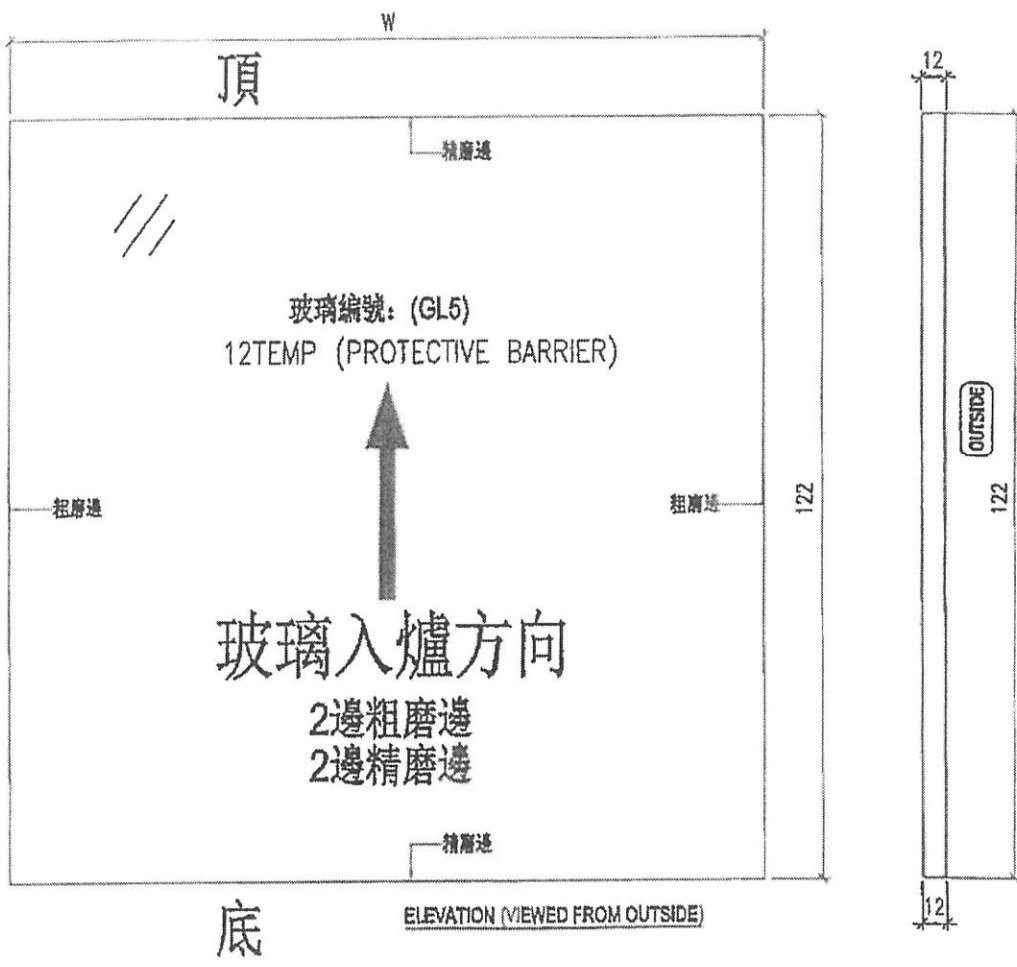 W
頂
12
精磨邊
玻璃編號：(GL5)
12TEMP (PROTECTIVE BARRIER)
OUTSIDE
粗磨邊
粗磨邊
122
122
玻璃入爐方向
2邊粗磨邊
2邊精磨邊
精磨邊
底
ELEVATION (VIEWED FROM OUTSIDE)
12